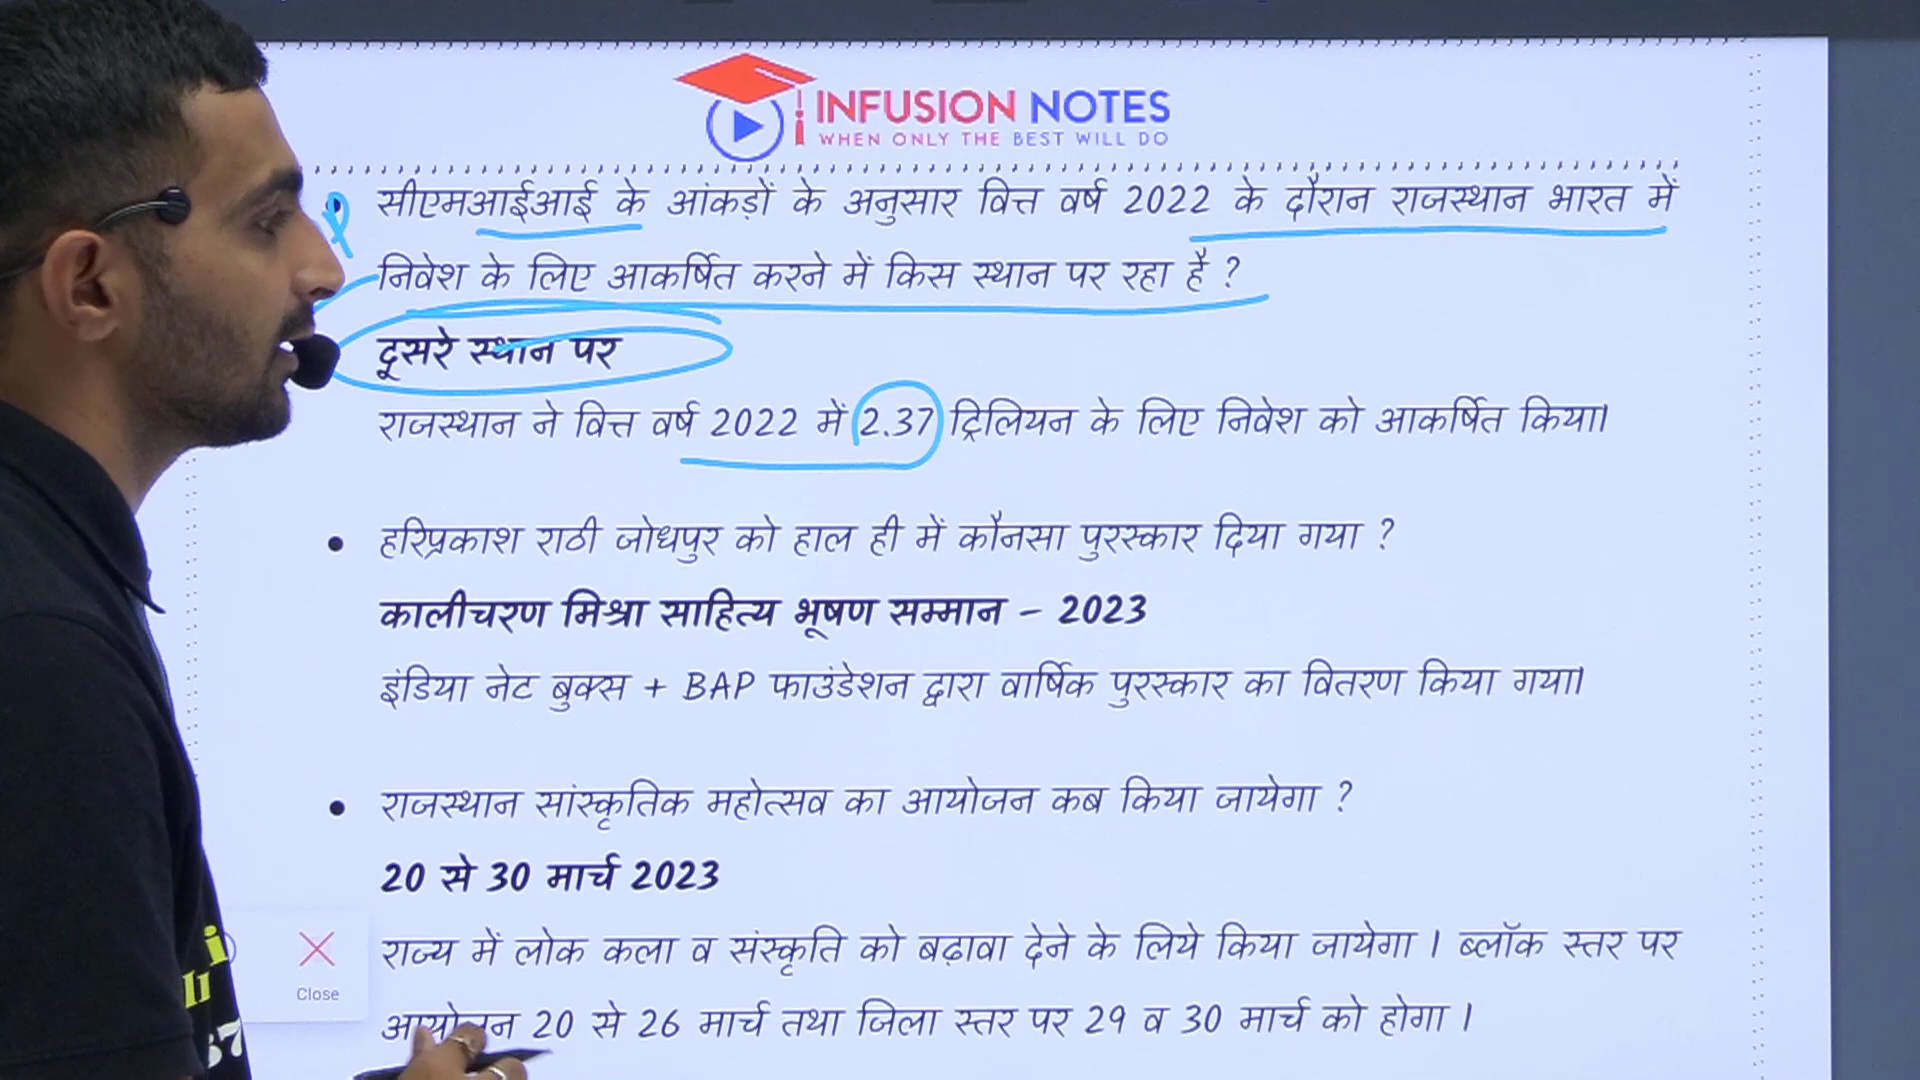 INFUSION NOTES
WHEN ONLY THE BEST WILL DO
सीएमआईआई के आंकड़ों के अनुसार वित्त वर्ष 2022 के दौरान राजस्थान भारत में
निवेश के लिए आकर्षित करने में किस स्थान पर रहा है ?
दूसरे स्थान पर
राजस्थान ने वित्त वर्ष 2022 में 2.37 ट्रिलियन के लिए निवेश को आकर्षित किया।
• हरिप्रकाश राठी जोधपुर को हाल ही में कौनसा पुरस्कार दिया गया ?
कालीचरण मिश्रा साहित्य भूषण सम्मान – 2023
इंडिया नेट बुक्स + BAP फाउंडेशन द्वारा वार्षिक पुरस्कार का वितरण किया गया।
• राजस्थान सांस्कृतिक महोत्सव का आयोजन कब किया जायेगा ?
20 से 30 मार्च 2023
राज्य में लोक कला व संस्कृति को बढ़ावा देने के लिये किया जायेगा । ब्लॉक स्तर पर
आयोजन 20 से 26 मार्च तथा जिला स्तर पर 29 व 30 मार्च को होगा ।
Close